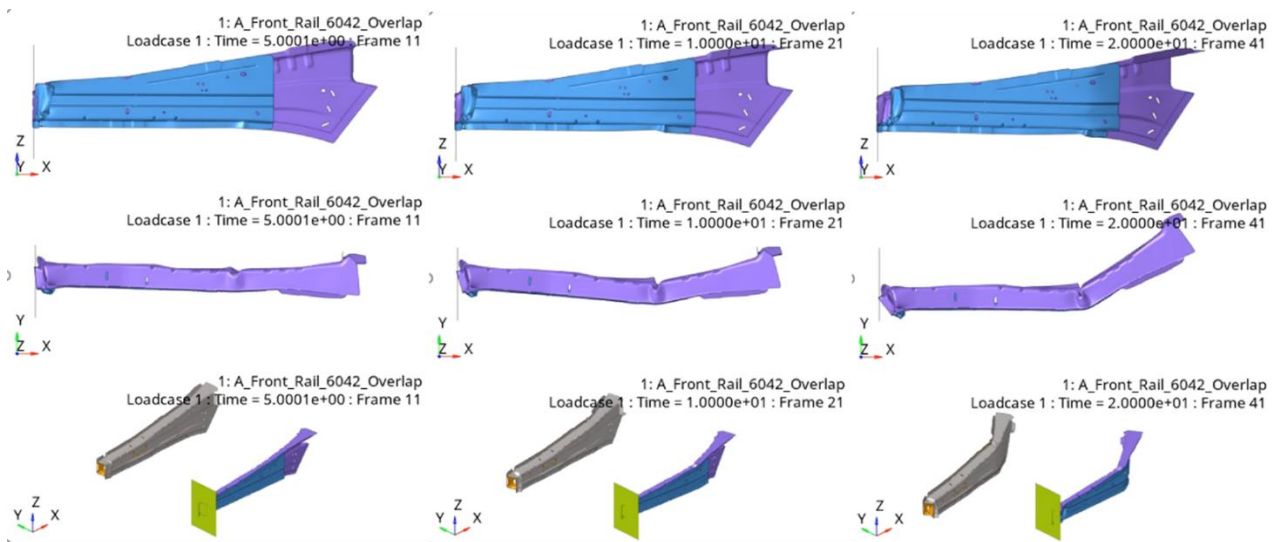 1: A_Front_Rail_6042_Overlap
Loadcase 1 : Time = 5.0001e+00 : Frame 11
Z
Y X
1: A_Front_Rail_6042_Overlap
Loadcase 1 : Time = 1.0000e+01 : Frame 21
Z
Y X
1: A_Front_Rail_6042_Overlap
Loadcase 1 : Time = 2.0000e+01 : Frame 41
Z
Y X
1: A_Front_Rail_6042_Overlap
Loadcase 1 : Time = 5.0001e+00 : Frame 11
Y
Z X
1: A_Front_Rail_6042_Overlap
Loadcase 1 : Time = 1.0000e+01 : Frame 21
Y
Z X
1: A_Front_Rail_6042_Overlap
Loadcase 1 : Time = 2.0000e+01 : Frame 41
Y
Z X
1: A_Front_Rail_6042_Overlap
Loadcase 1 : Time = 5.0001e+00 : Frame 11
Z
Y X
1: A_Front_Rail_6042_Overlap
Loadcase 1 : Time = 1.0000e+01 : Frame 21
Z
Y X
1: A_Front_Rail_6042_Overlap
Loadcase 1 : Time = 2.0000e+01 : Frame 41
Z
Y X